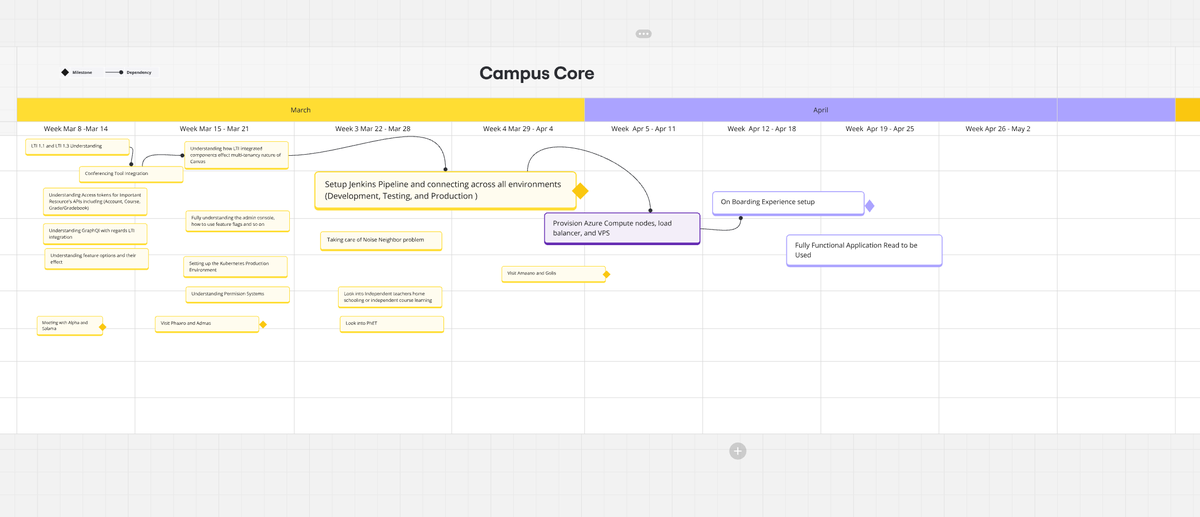 Milestone
Dependency
Campus Core
March
April
Week Mar 8 -Mar 14
Week Mar 15 - Mar 21
Week 3 Mar 22 - Mar 28
Week 4 Mar 29 - Apr 4
Week Apr 5 - Apr 11
Week Apr 12 - Apr 18
Week Apr 19 - Apr 25
Week Apr 26 - May 2
LTI 1.1 and LTI 1.3 Understanding
Conferencing Tool Integration
Understanding how LTI integrated
components effect multi-tenancy nature of
Canvas
Understanding Access tokens for important
Resource's APIs including (Account, Course,
Grade/Gradebook)
Understanding GraphQl with regards LTI
integration
Understanding feature options and their
effect
Fully understanding the admin console,
how to use feature flags and so on
Setting up the Kubernetes Production
Environment
Understanding Permission Systems
Meeting with Alpha and
Salama
Visit Pharo and Admas
Setup Jenkins Pipeline and connecting across all environments
(Development, Testing, and Production )
Taking care of Noise Neighbor problem
Look into independent teachers home
schooling or independent course learning
Look into PVET
Provision Azure Compute nodes, load
balancer, and VPS
Visit Amoano and Gollis
On Boarding Experience setup
Fully Functional Application Read to be
Used